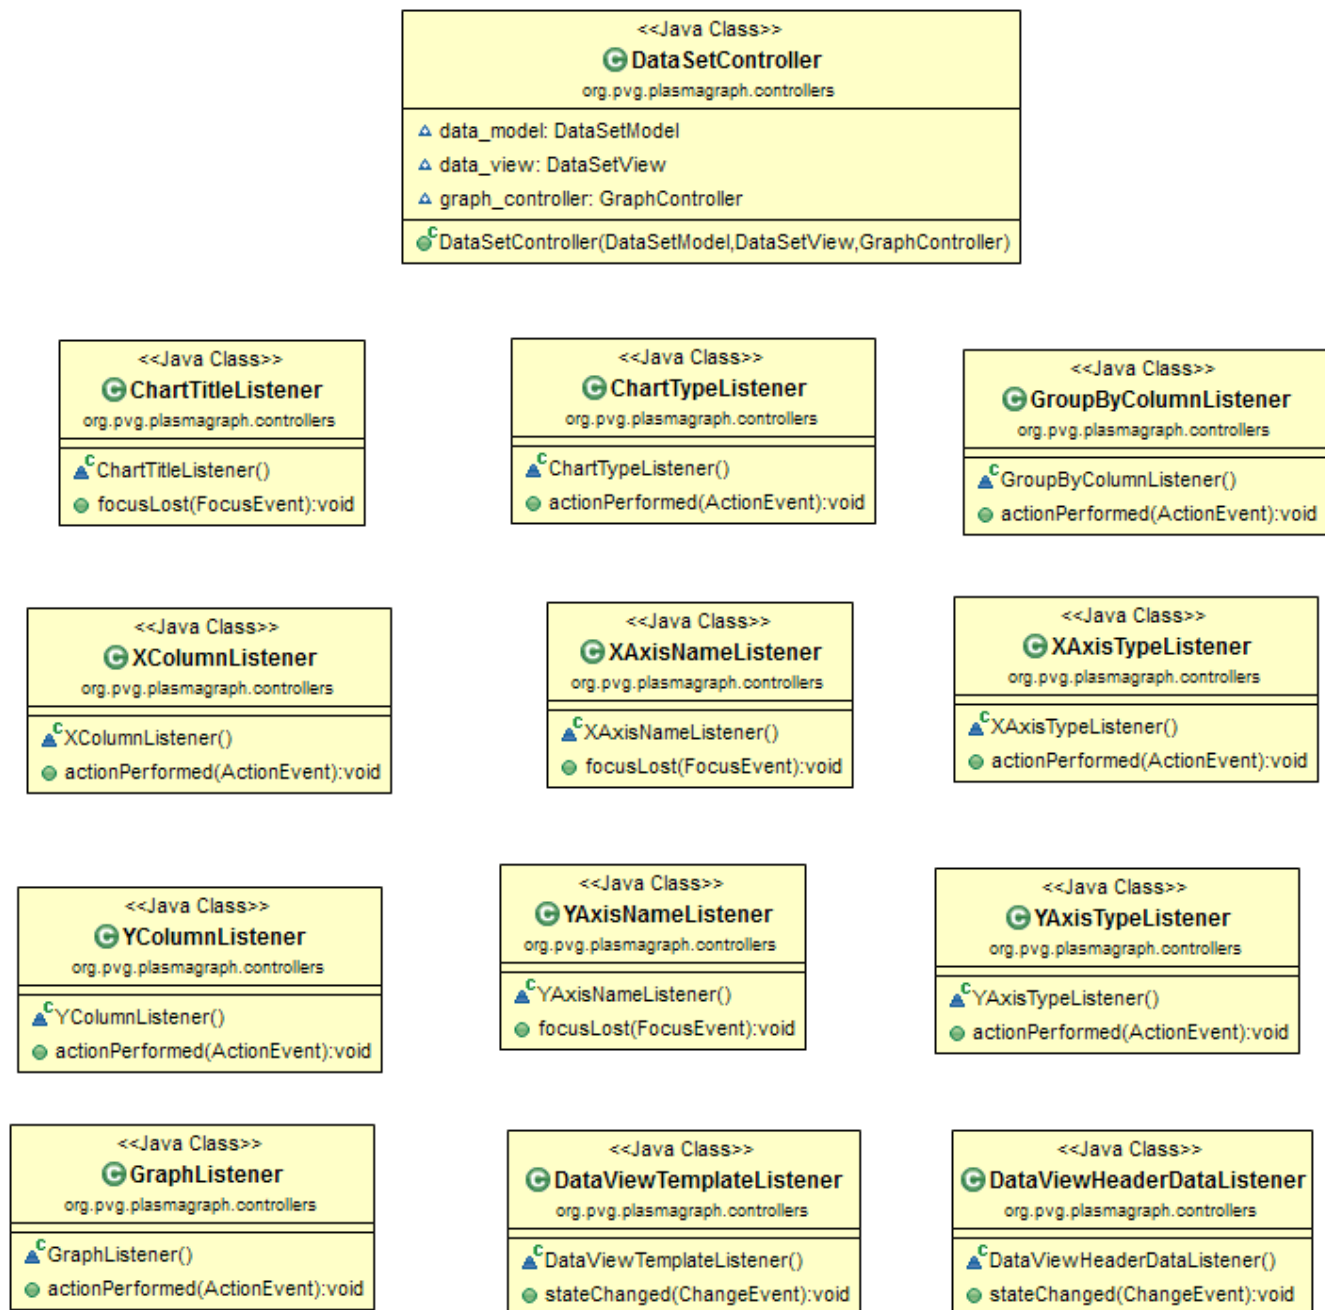 <<Java Class>>
DataSetController
org.pvg.plasmagraph.controllers
data_model: DataSetModel
data_view: DataSetView
graph_controller: GraphController
DataSetController(DataSetModel,DataSetView,GraphController)
<<Java Class>>
ChartTitleListener
org.pvg.plasmagraph.controllers
ChartTitleListener()
focusLost(FocusEvent):void
<<Java Class>>
ChartTypeListener
org.pvg.plasmagraph.controllers
ChartTypeListener()
actionPerformed(ActionEvent):void
<<Java Class>>
GroupByColumnListener
org.pvg.plasmagraph.controllers
GroupByColumnListener()
actionPerformed(ActionEvent):void
<<Java Class>>
XColumnListener
org.pvg.plasmagraph.controllers
XColumnListener()
actionPerformed(ActionEvent):void
<<Java Class>>
XAxisNameListener
org.pvg.plasmagraph.controllers
XAxisNameListener()
focusLost(FocusEvent):void
<<Java Class>>
XAxisTypeListener
org.pvg.plasmagraph.controllers
XAxisTypeListener()
actionPerformed(ActionEvent):void
<<Java Class>>
YColumnListener
org.pvg.plasmagraph.controllers
YColumnListener()
actionPerformed(ActionEvent):void
<<Java Class>>
YAxisNameListener
org.pvg.plasmagraph.controllers
YAxisNameListener()
focusLost(FocusEvent):void
<<Java Class>>
YAxisTypeListener
org.pvg.plasmagraph.controllers
YAxisTypeListener()
actionPerformed(ActionEvent):void
<<Java Class>>
GraphListener
org.pvg.plasmagraph.controllers
GraphListener()
actionPerformed(ActionEvent):void
<<Java Class>>
DataViewTemplateListener
org.pvg.plasmagraph.controllers
DataViewTemplateListener()
stateChanged(ChangeEvent):void
<<Java Class>>
DataViewHeaderDataListener
org.pvg.plasmagraph.controllers
DataViewHeaderDataListener()
stateChanged(ChangeEvent):void